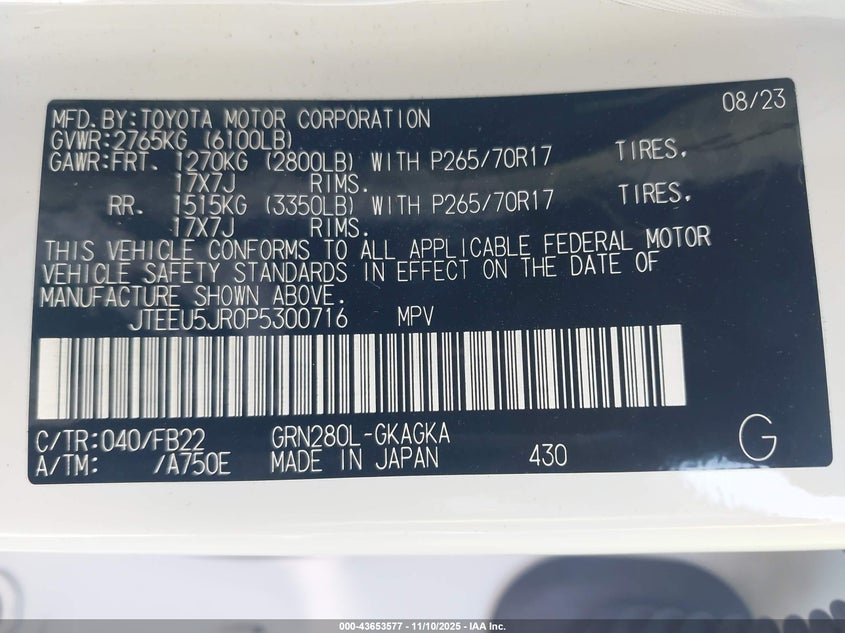 08/23
MFD.BY:TOYOTA MOTOR CORPORATION
GVWR:2765KG (6100LB)
GAWR:FRT. 1270KG (2800LB) WITH P265/70R17 TIRES.
17X7J RIMS.
RR. 1515KG (3350LB) WITH P265/70R17 TIRES.
17X7J RIMS.
THIS VEHICLE CONFORMS TO ALL APPLICABLE FEDERAL MOTOR
VEHICLE SAFETY STANDARDS IN EFFECT ON THE DATE OF
MANUFACTURE SHOWN ABOVE.
JTEEU5JR0P5300716 MPV
C/TR:040/FB22 GRN280L-GKAGKA
A/TM: /A750E MADE IN JAPAN 430 G
000-43653577 - 11/10/2025 - IAA, Inc.